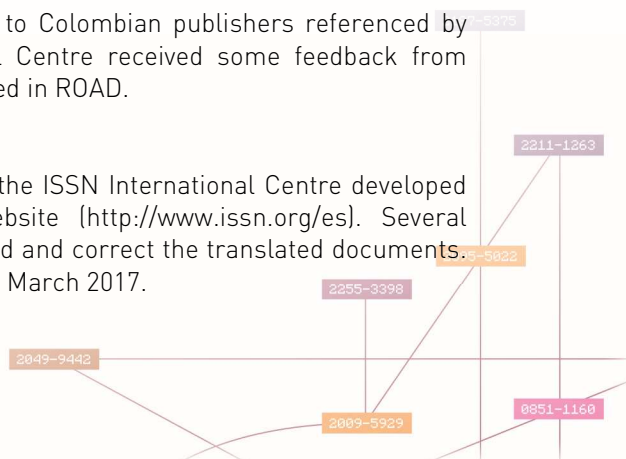 to Colombian publishers referenced by
Centre received some feedback from
ed in ROAD.
the ISSN International Centre developed
ebsite (http://www.issn.org/es). Several
d and correct the translated documents.
March 2017.
-5375
2211-1263
-5022
2255-3398
2049-9442
0851-1160
2009-5929